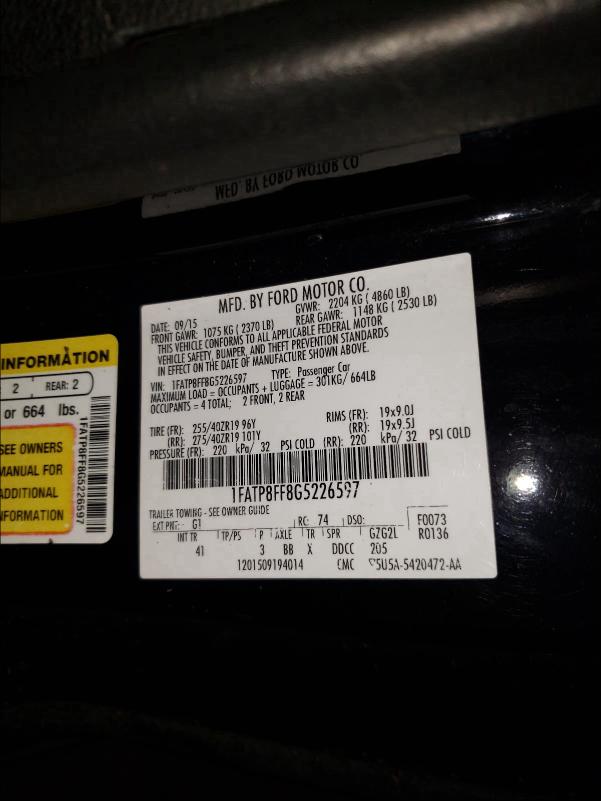 MFD. BY FORD MOTOR CO
MFD. BY FORD MOTOR CO.
DATE: 09/15 GVWR: 2204 KG ( 4860 LB)
FRONT GAWR: 1075 KG ( 2370 LB) REAR GAWR: 1148 KG ( 2530 LB)
THIS VEHICLE CONFORMS TO ALL APPLICABLE FEDERAL MOTOR
VEHICLE SAFETY, BUMPER, AND THEFT PREVENTION STANDARDS
IN EFFECT ON THE DATE OF MANUFACTURE SHOWN ABOVE.
VIN: 1FATP8FF8G5226597 TYPE: Passenger Car
MAXIMUM LOAD = OCCUPANTS + LUGGAGE = 301KG/ 664LB
OCCUPANTS = 4 TOTAL; 2 FRONT, 2 REAR
TIRE (FR): 255/40ZR19 96Y RIMS (FR): 19x9.0J
(RR): 275/40ZR19 101Y (RR): 19x9.5J
PRESSURE (FR): 220 kPa/ 32 PSI COLD (RR) 220 kPa/ 32 PSI COLD
1FATP8FF8G5226597
TRAILER TOWING - SEE OWNER GUIDE
EXT PNT: G1 RC: 74 DSO: F0073
INT TR TP/PS R AXLE TR SPR GZG2L R0136
41 3 BB X DDCC 205
1201509194014 CMC 5U5A-5420472-AA
INFORMATION
2 REAR: 2
or 664 lbs.
SEE OWNERS
MANUAL FOR
ADDITIONAL
INFORMATION
1FATP8FF8G5226597